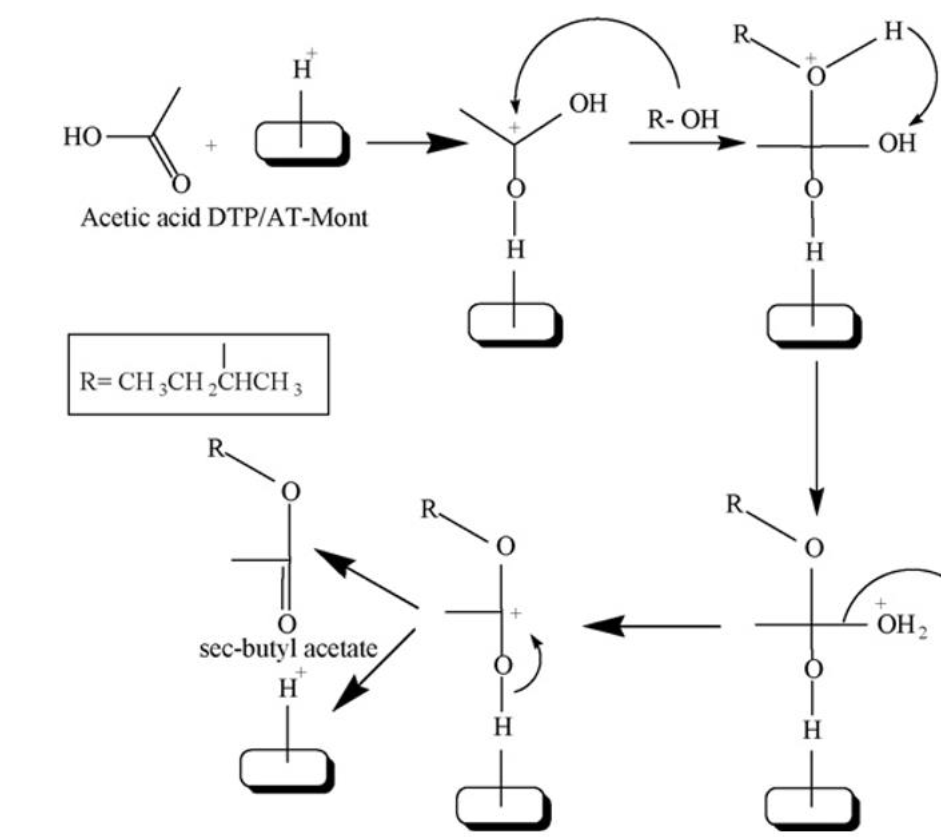 H+
HO
O
+
Acetic acid DTP/AT-Mont
+
OH
O
H
R- OH
R
H
+
O
OH
O
H
R= CH3CH2CHCH3
R
O
O
sec-butyl acetate
H+
R
O
+
O
H
R
O
+
OH2
O
H